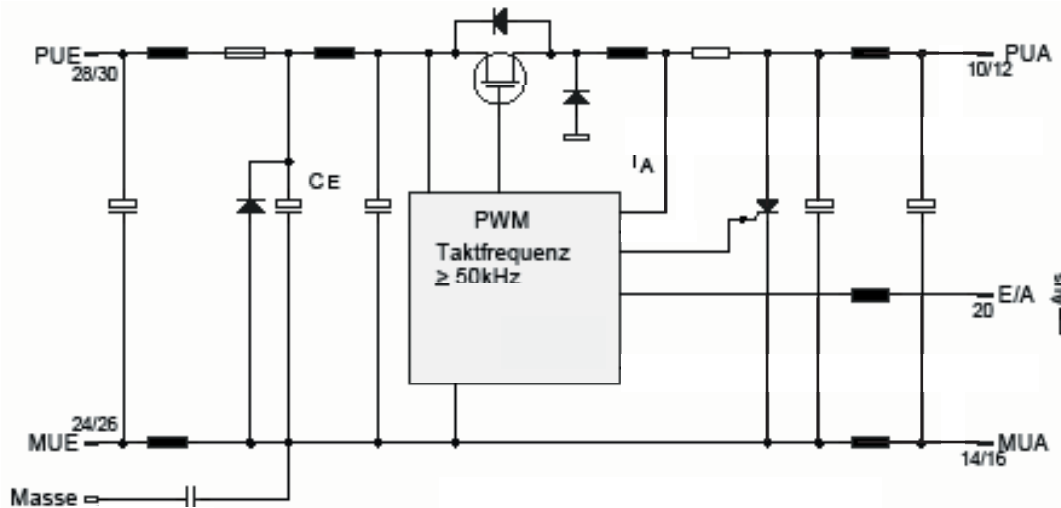 PUE
28/30
PUA
10/12
IA
CE
PWM
Taktfrequenz
≥ 50kHz
E/A
20
Aus
24/26
MUE
MUA
14/16
Masse